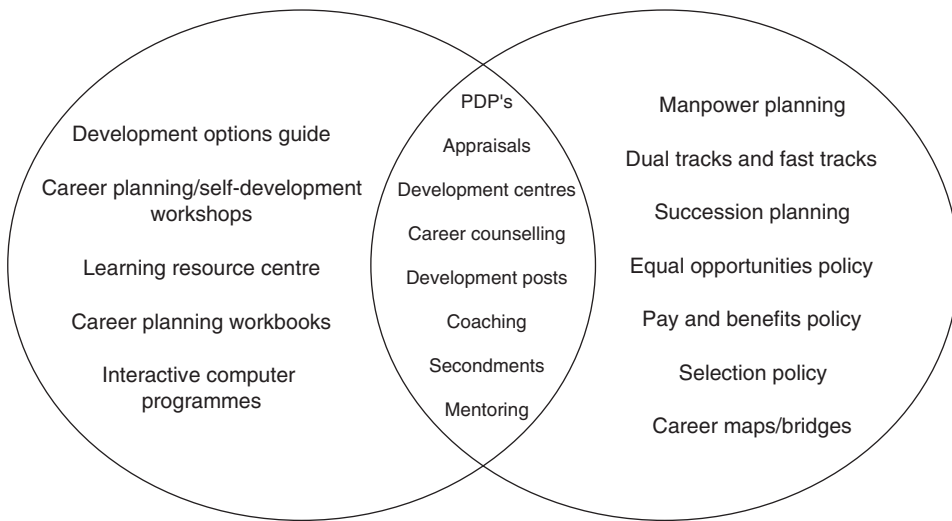 Development options guide
Career planning/self-development
workshops
Learning resource centre
Career planning workbooks
Interactive computer
programmes
PDP's
Appraisals
Development centres
Career counselling
Development posts
Coaching
Secondments
Mentoring
Manpower planning
Dual tracks and fast tracks
Succession planning
Equal opportunities policy
Pay and benefits policy
Selection policy
Career maps/bridges